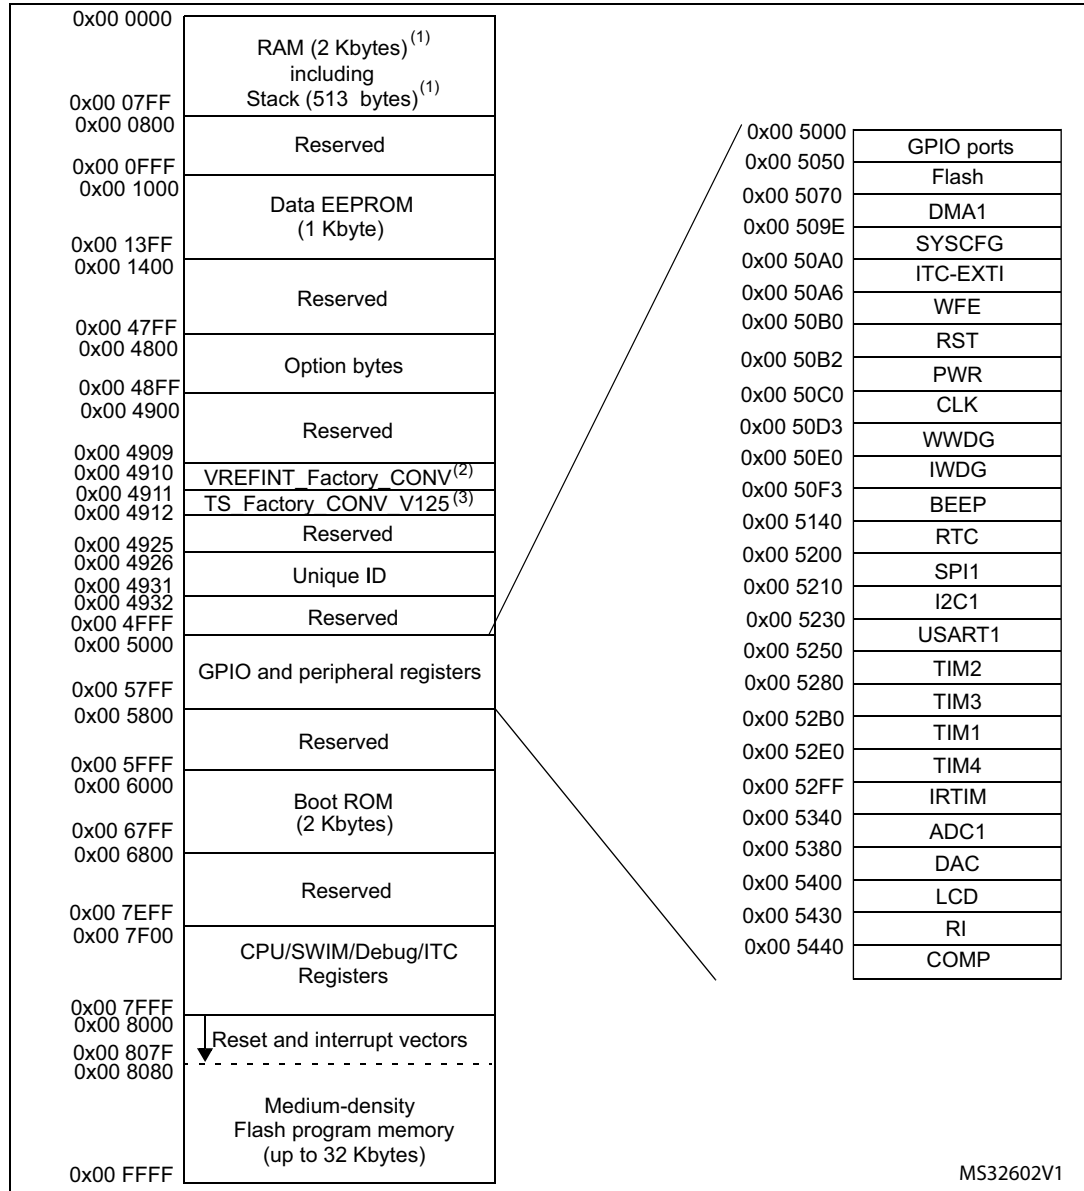 0x00 0000
RAM (2 Kbytes)(1)
including
Stack (513 bytes)(1)
0x00 07FF
0x00 0800
Reserved
0x00 0FFF
0x00 1000
Data EEPROM
(1 Kbyte)
0x00 13FF
0x00 1400
Reserved
0x00 47FF
0x00 4800
Option bytes
0x00 48FF
0x00 4900
Reserved
0x00 4909
0x00 4910
VREFINT_Factory_CONV(2)
0x00 4911
TS_Factory_CONV_V125(3)
0x00 4912
Reserved
0x00 4925
0x00 4926
Unique ID
0x00 4931
0x00 4932
Reserved
0x00 4FFF
0x00 5000
GPIO and peripheral registers
0x00 57FF
0x00 5800
Reserved
0x00 5FFF
0x00 6000
Boot ROM
(2 Kbytes)
0x00 67FF
0x00 6800
Reserved
0x00 7EFF
0x00 7F00
CPU/SWIM/Debug/ITC
Registers
0x00 7FFF
0x00 8000
Reset and interrupt vectors
0x00 807F
0x00 8080
Medium-density
Flash program memory
(up to 32 Kbytes)
0x00 FFFF
0x00 5000
GPIO ports
0x00 5050
Flash
0x00 5070
DMA1
0x00 509E
SYSCFG
0x00 50A0
ITC-EXTI
0x00 50A6
WFE
0x00 50B0
RST
0x00 50B2
PWR
0x00 50C0
CLK
0x00 50D3
WWDG
0x00 50E0
IWDG
0x00 50F3
BEEP
0x00 5140
RTC
0x00 5200
SPI1
0x00 5210
I2C1
0x00 5230
USART1
0x00 5250
TIM2
0x00 5280
TIM3
0x00 52B0
TIM1
0x00 52E0
TIM4
0x00 52FF
IRTIM
0x00 5340
ADC1
0x00 5380
DAC
0x00 5400
LCD
0x00 5430
RI
0x00 5440
COMP
MS32602V1